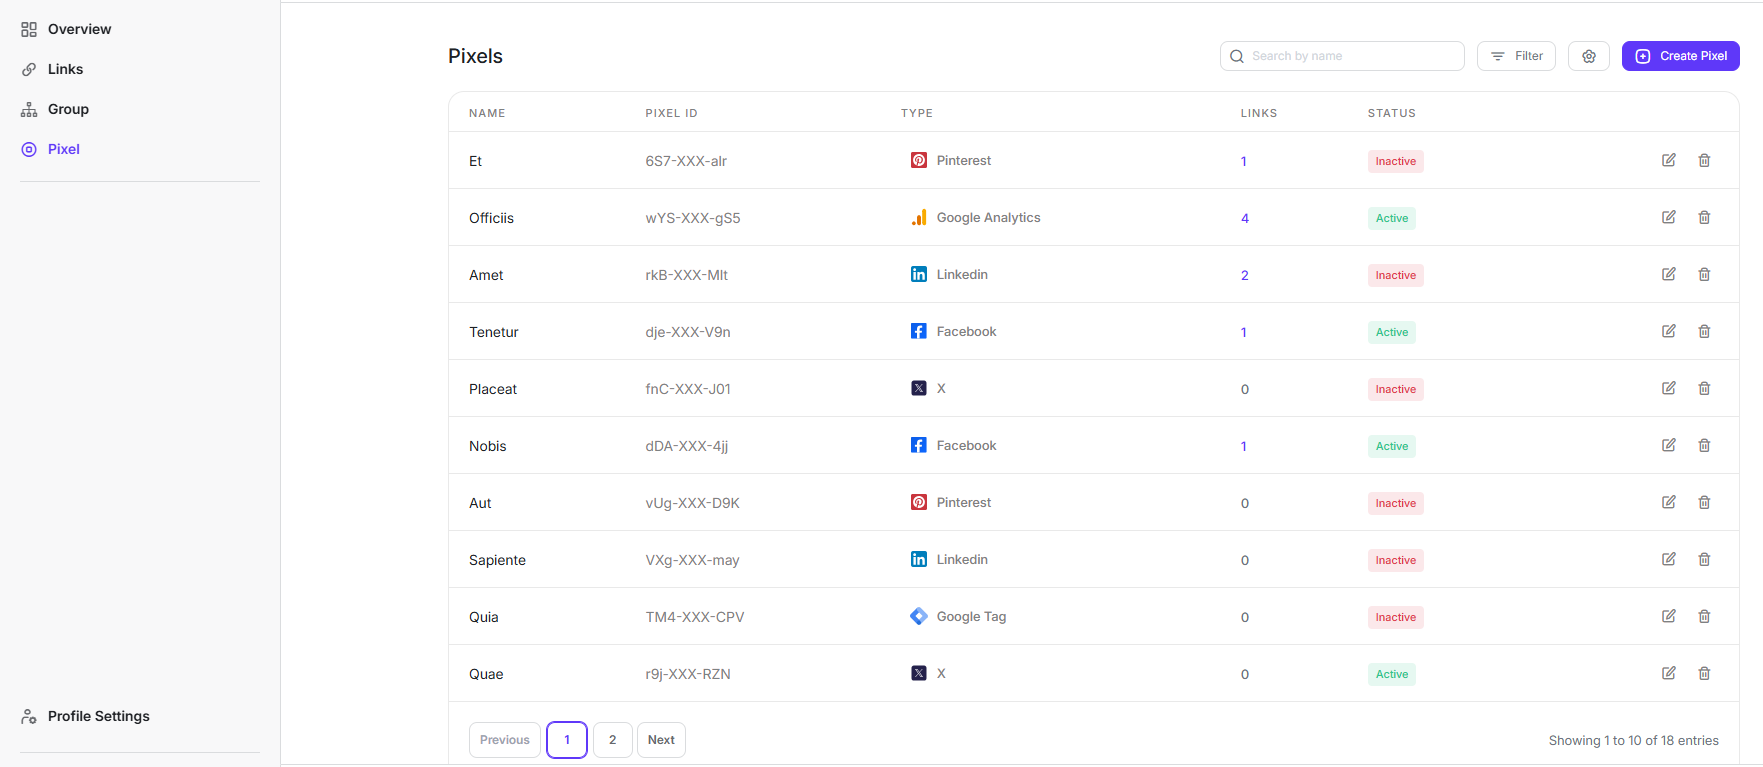 Overview
Links
Group
Pixel
Profile Settings
Pixels
Search by name
Filter
Create Pixel
NAME PIXEL ID TYPE LINKS STATUS
Et 6S7-XXX-alr Pinterest 1 Inactive
Officiis wYS-XXX-gS5 Google Analytics 4 Active
Amet rkB-XXX-MIt Linkedin 2 Inactive
Tenetur dje-XXX-V9n Facebook 1 Active
Placeat fnC-XXX-J01 X 0 Inactive
Nobis dDA-XXX-4jj Facebook 1 Active
Aut vUg-XXX-D9K Pinterest 0 Inactive
Sapiente VXg-XXX-may Linkedin 0 Inactive
Quia TM4-XXX-CPV Google Tag 0 Inactive
Quae r9j-XXX-RZN X 0 Active
Previous 1 2 Next Showing 1 to 10 of 18 entries